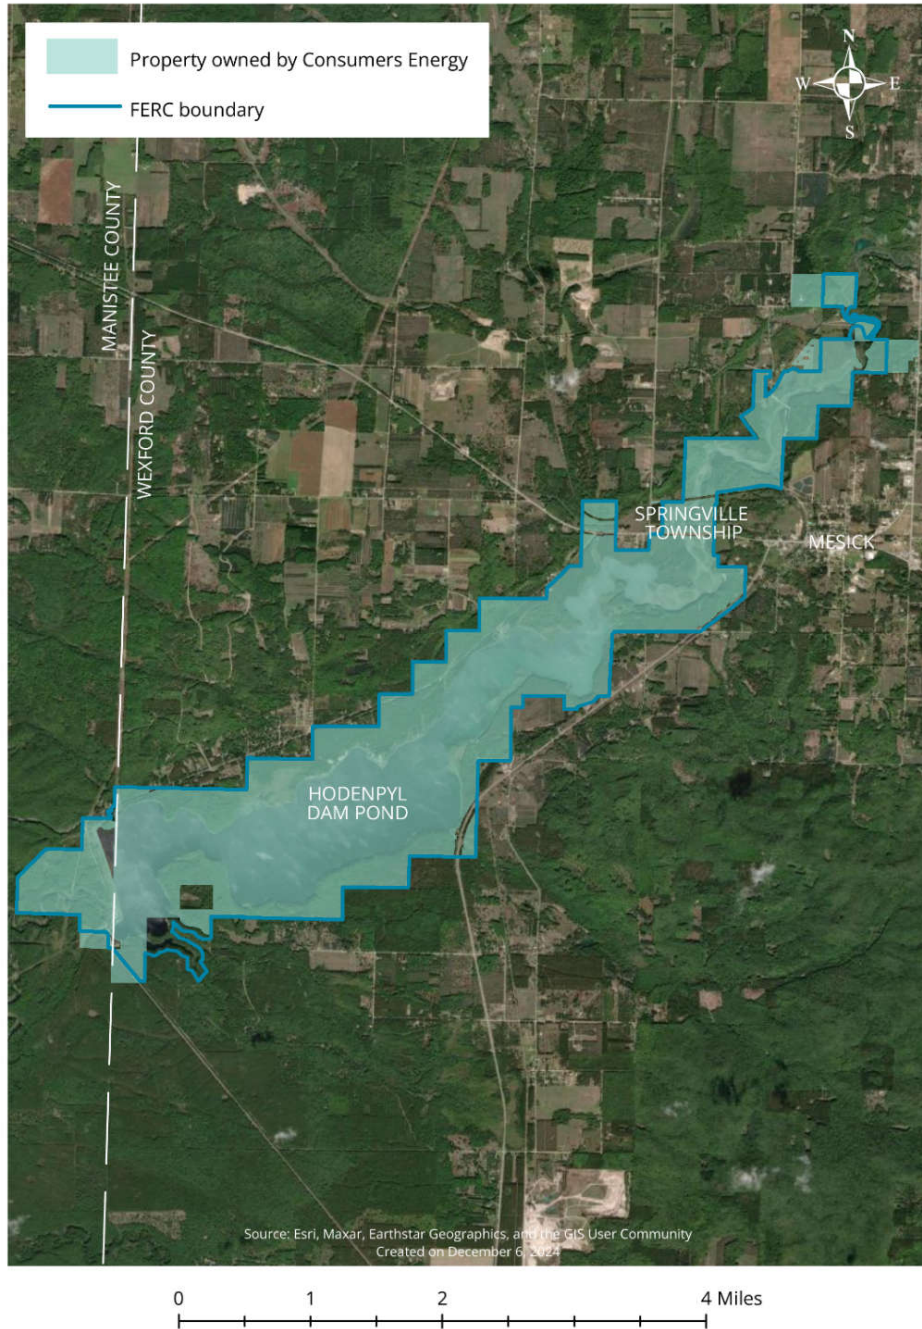 Property owned by Consumers Energy
FERC boundary
N
W
E
S
MANISTEE COUNTY
WEXFORD COUNTY
SPRINGVILLE
TOWNSHIP
MESICK
HODENPYL
DAM POND
Source: Esri, Maxar, Earthstar Geographics, and the GIS User Community
Created on December 6, 2024
0 1 2 4 Miles